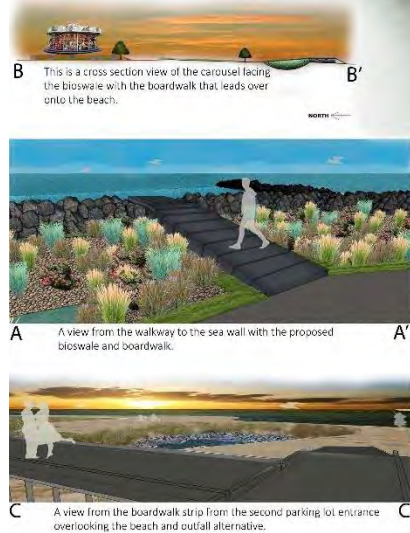 B
This is a cross section view of the carousel facing
the bioswale with the boardwalk that leads over
onto the beach.
B'
NORTH
A
A view from the walkway to the sea wall with the proposed
bioswale and boardwalk.
A'
C
A view from the boardwalk strip from the second parking lot entrance
overlooking the beach and outfall alternative.
C